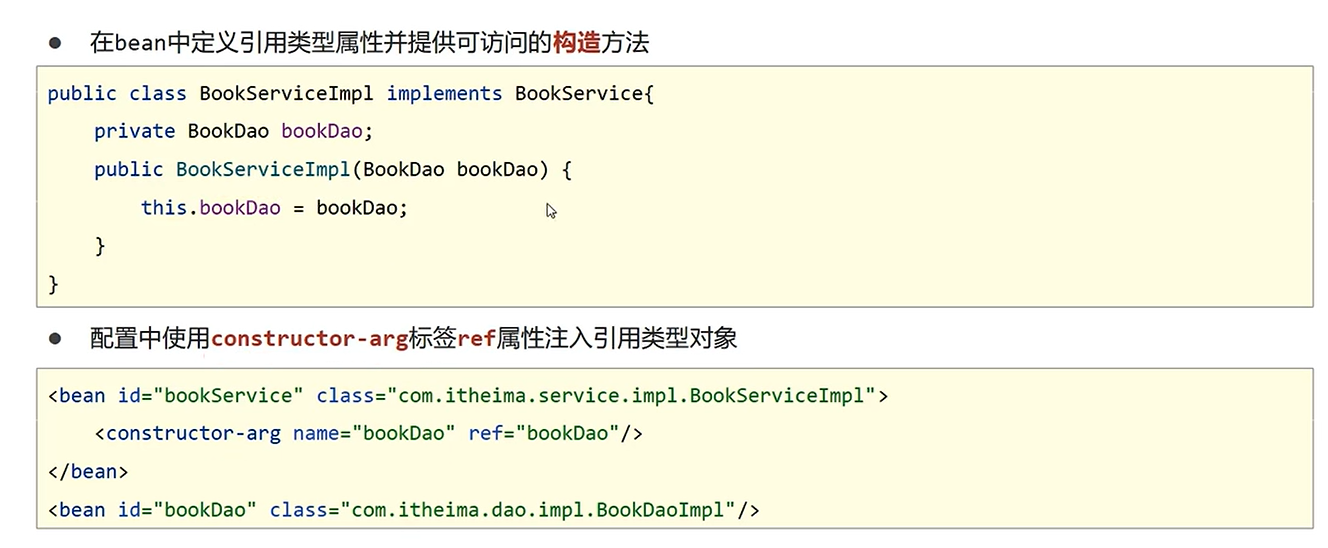 ● 在bean中定义引用类型属性并提供可访问的构造方法
public class BookServiceImpl implements BookService{
    private BookDao bookDao;
    public BookServiceImpl(BookDao bookDao) {
        this.bookDao = bookDao;
    }
}
● 配置中使用constructor-arg标签ref属性注入引用类型对象
<bean id="bookService" class="com.itheima.service.impl.BookServiceImpl">
    <constructor-arg name="bookDao" ref="bookDao"/>
</bean>
<bean id="bookDao" class="com.itheima.dao.impl.BookDaoImpl"/>